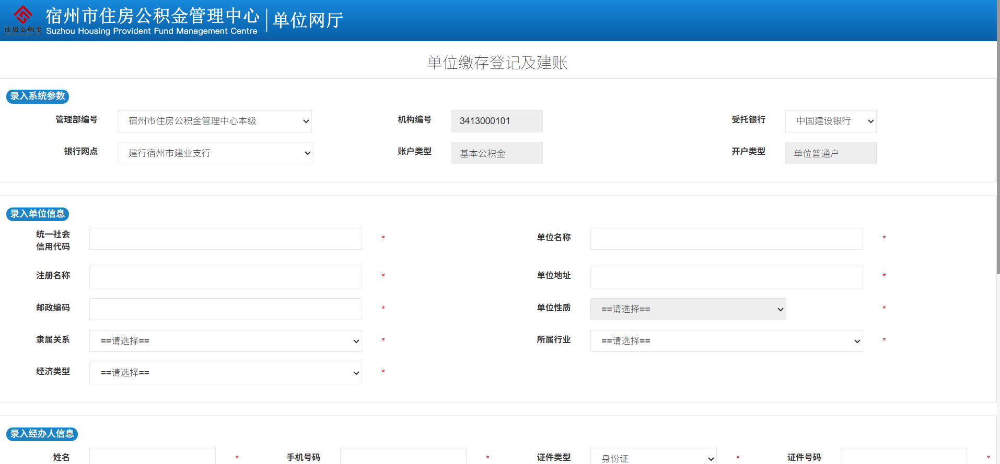 住房公积金
宿州市住房公积金管理中心
Suzhou Housing Provident Fund Management Centre
单位网厅
单位缴存登记及建账
录入系统参数
管理部编号 宿州市住房公积金管理中心本级 机构编号 3413000101 受托银行 中国建设银行
银行网点 建行宿州市建业支行 账户类型 基本公积金 开户类型 单位普通户
录入单位信息
统一社会
信用代码 * 单位名称 *
注册名称 * 单位地址 *
邮政编码 * 单位性质 ==请选择== *
隶属关系 ==请选择== * 所属行业 ==请选择== *
经济类型 ==请选择== *
录入经办人信息
姓名 * 手机号码 * 证件类型 身份证 * 证件号码 *